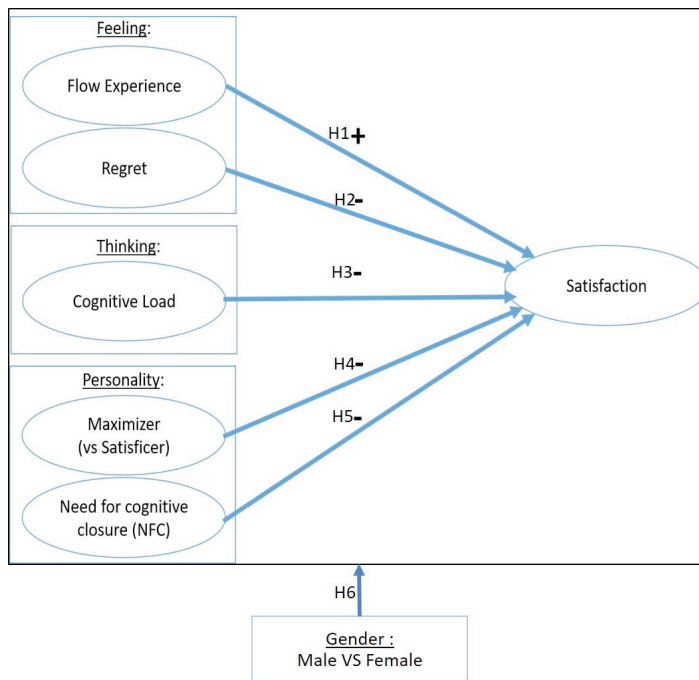 Feeling:
Flow Experience
H1+
Regret
H2-
Thinking:
Cognitive Load
H3-
Satisfaction
Personality:
Maximizer
(vs Satisficer)
H4-
H5-
Need for cognitive
closure (NFC)
H6
Gender :
Male VS Female